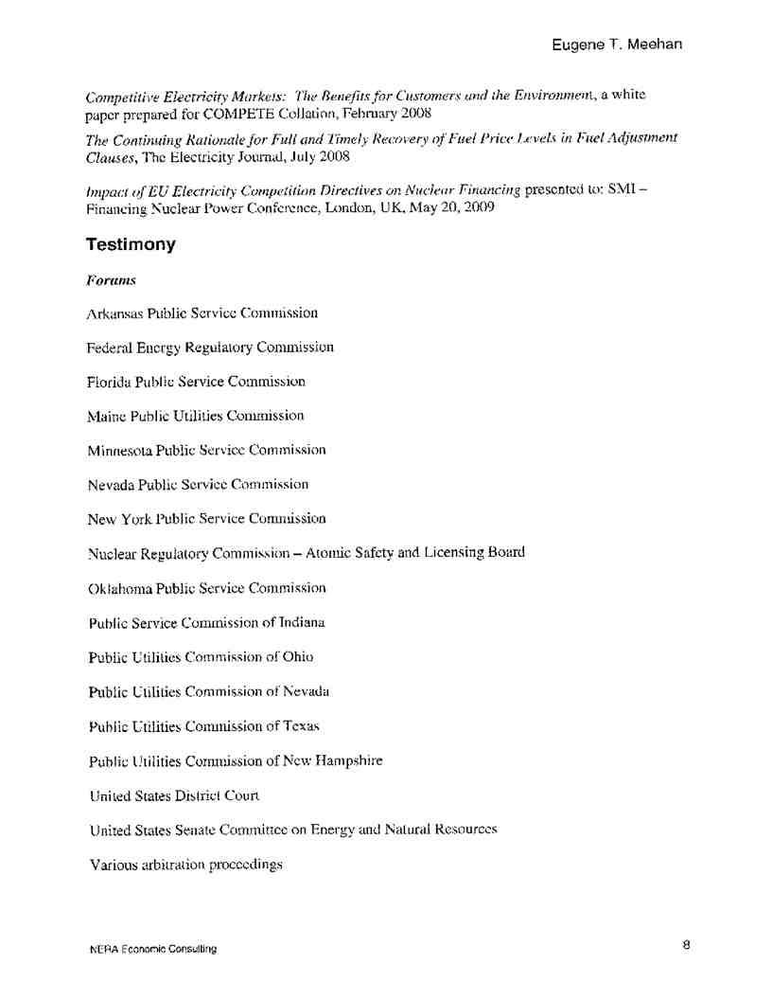 Eugene T. Meehan
Competitive Electricity Markets: The Benefits for Customers and the Environment, a white
paper prepared for COMPETE Collation, February 2008
The Continuing Rationale for Full and Timely Recovery of Fuel Price Levels in Fuel Adjustment
Clauses, The Electricity Journal, July 2008
Impact of EU Electricity Competition Directives on Nuclear Financing presented to: SMI –
Financing Nuclear Power Conference, London, UK, May 20, 2009
Testimony
Forums
Arkansas Public Service Commission
Federal Energy Regulatory Commission
Florida Public Service Commission
Maine Public Utilities Commission
Minnesota Public Service Commission
Nevada Public Service Commission
New York Public Service Commission
Nuclear Regulatory Commission – Atomic Safety and Licensing Board
Oklahoma Public Service Commission
Public Service Commission of Indiana
Public Utilities Commission of Ohio
Public Utilities Commission of Nevada
Public Utilities Commission of Texas
Public Utilities Commission of New Hampshire
United States District Court
United States Senate Committee on Energy and Natural Resources
Various arbitration proceedings
NERA Economic Consulting
8